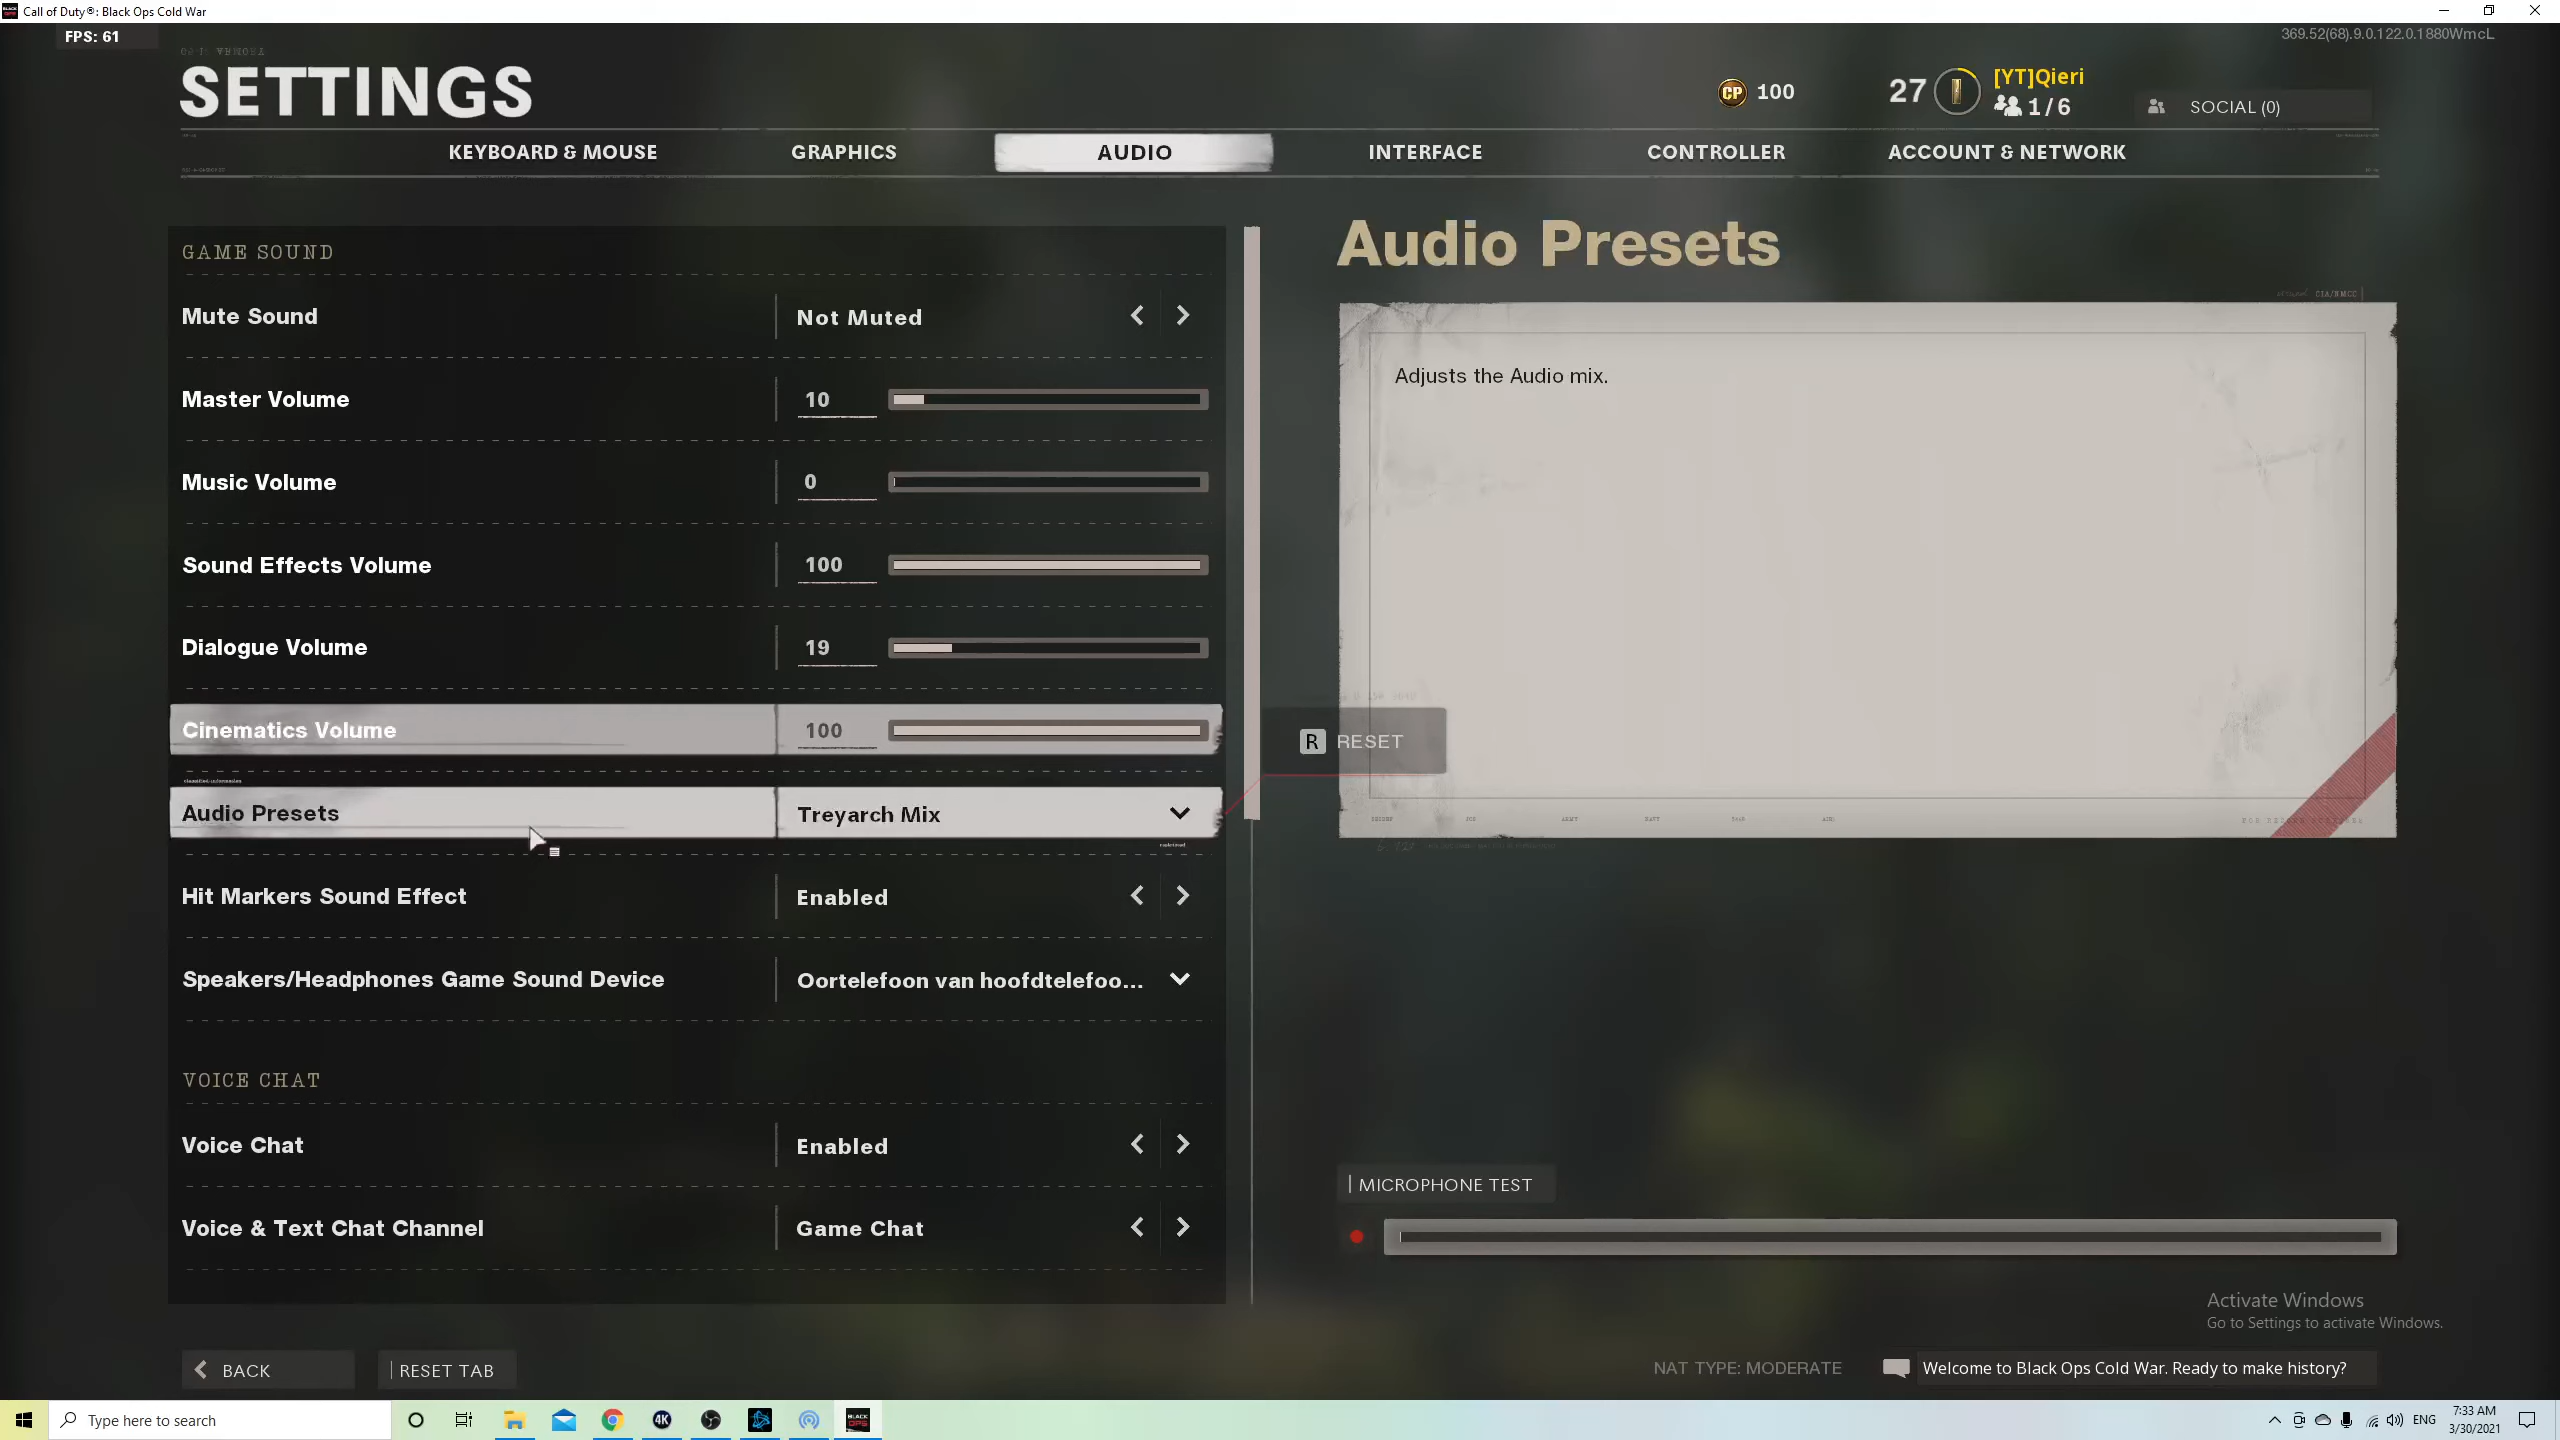 Call of Duty®: Black Ops Cold War
FPS: 61
369.52(68).9.0.122.0.1880WmcL
SETTINGS
CP 100
27
[YT]Qieri
1 / 6
SOCIAL (0)
KEYBOARD & MOUSE
GRAPHICS
AUDIO
INTERFACE
CONTROLLER
ACCOUNT & NETWORK
GAME SOUND
Mute Sound
Not Muted
Master Volume
10
Music Volume
0
Sound Effects Volume
100
Dialogue Volume
19
Cinematics Volume
100
R RESET
Audio Presets
Treyarch Mix
Hit Markers Sound Effect
Enabled
Speakers/Headphones Game Sound Device
Oortelefoon van hoofdtelefoo...
VOICE CHAT
Voice Chat
Enabled
Voice & Text Chat Channel
Game Chat
Audio Presets
CIA/NMCC
Adjusts the Audio mix.
MICROPHONE TEST
Activate Windows
Go to Settings to activate Windows.
BACK
RESET TAB
NAT TYPE: MODERATE
Welcome to Black Ops Cold War. Ready to make history?
Type here to search
4K
BLACK OPS
ENG
7:33 AM
3/30/2021